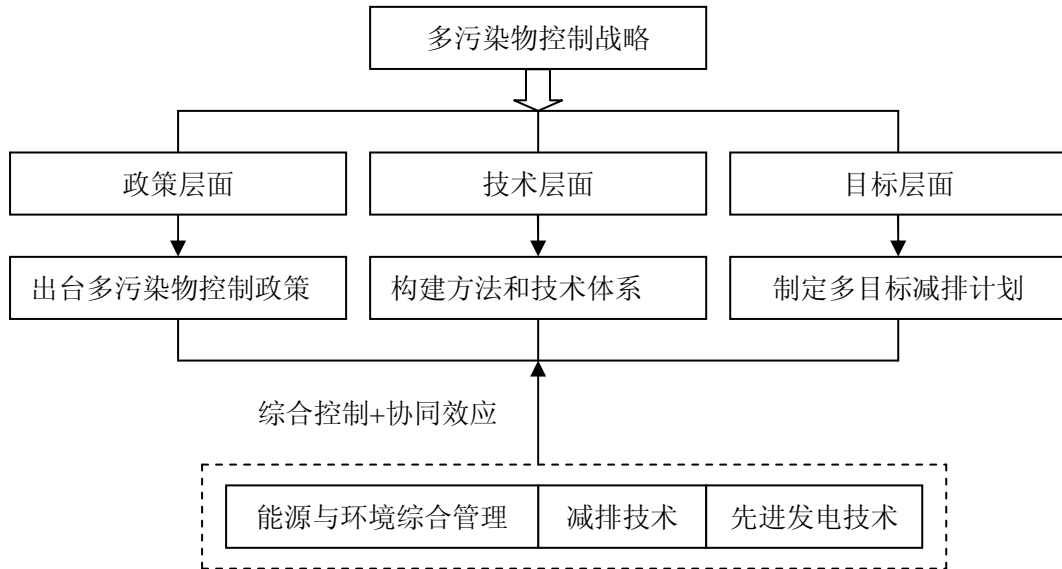 多污染物控制战略
政策层面
技术层面
目标层面
出台多污染物控制政策
构建方法和技术体系
制定多目标减排计划
综合控制+协同效应
能源与环境综合管理
减排技术
先进发电技术